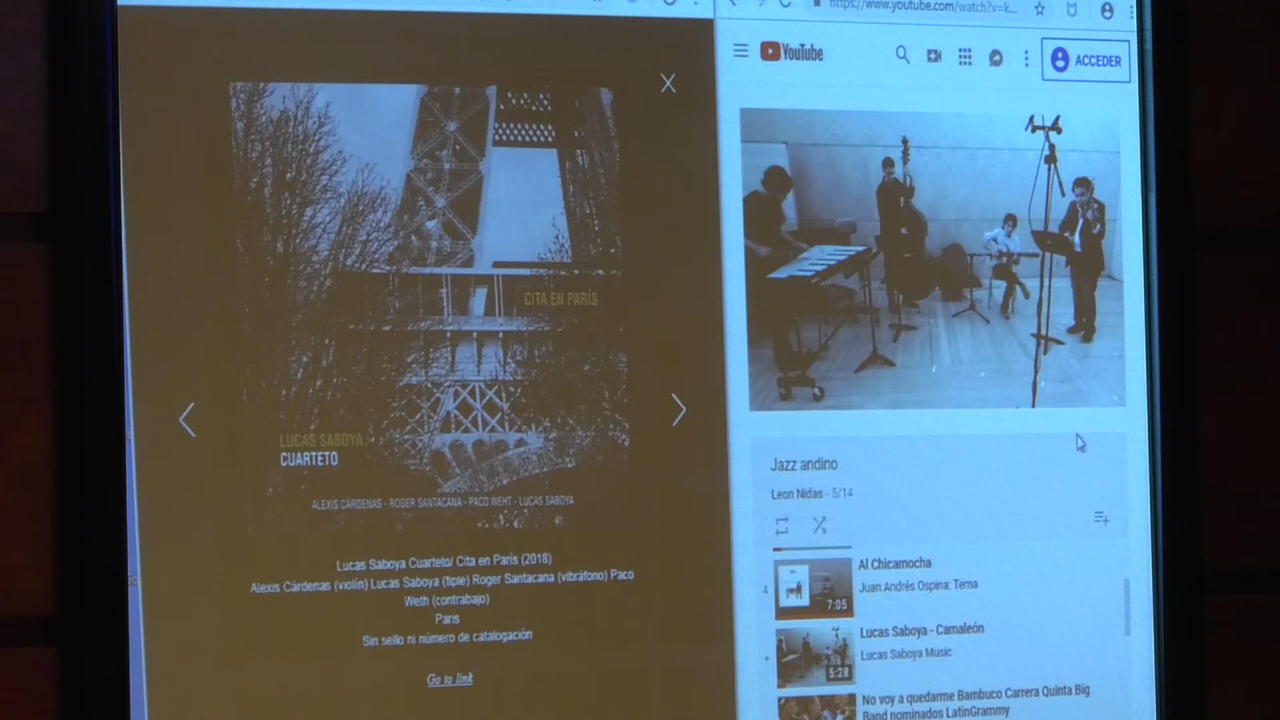 CITA EN PARÍS
LUCAS SABOYA
CUARTETO
ALEXIS CÁRDENAS - ROGER SANTACANA - PACO WEHT - LUCAS SABOYA
Lucas Saboya Cuarteto/ Cita en París (2018)
Alexis Cárdenas (violín) Lucas Saboya (tiple) Roger Santacana (vibráfono) Paco
Weth (contrabajo)
Paris
Sin sello ni número de catalogación
Go to link
https://www.youtube.com/watch?v=k...
YouTube
ACCEDER
Jazz andino
Leon Nidas - 5/14
4
Al Chicamocha
Juan Andrés Ospina: Tema
7:05
Lucas Saboya - Camaleón
Lucas Saboya Music
5:28
No voy a quedarme Bambuco Carrera Quinta Big
Band nominados LatinGrammy